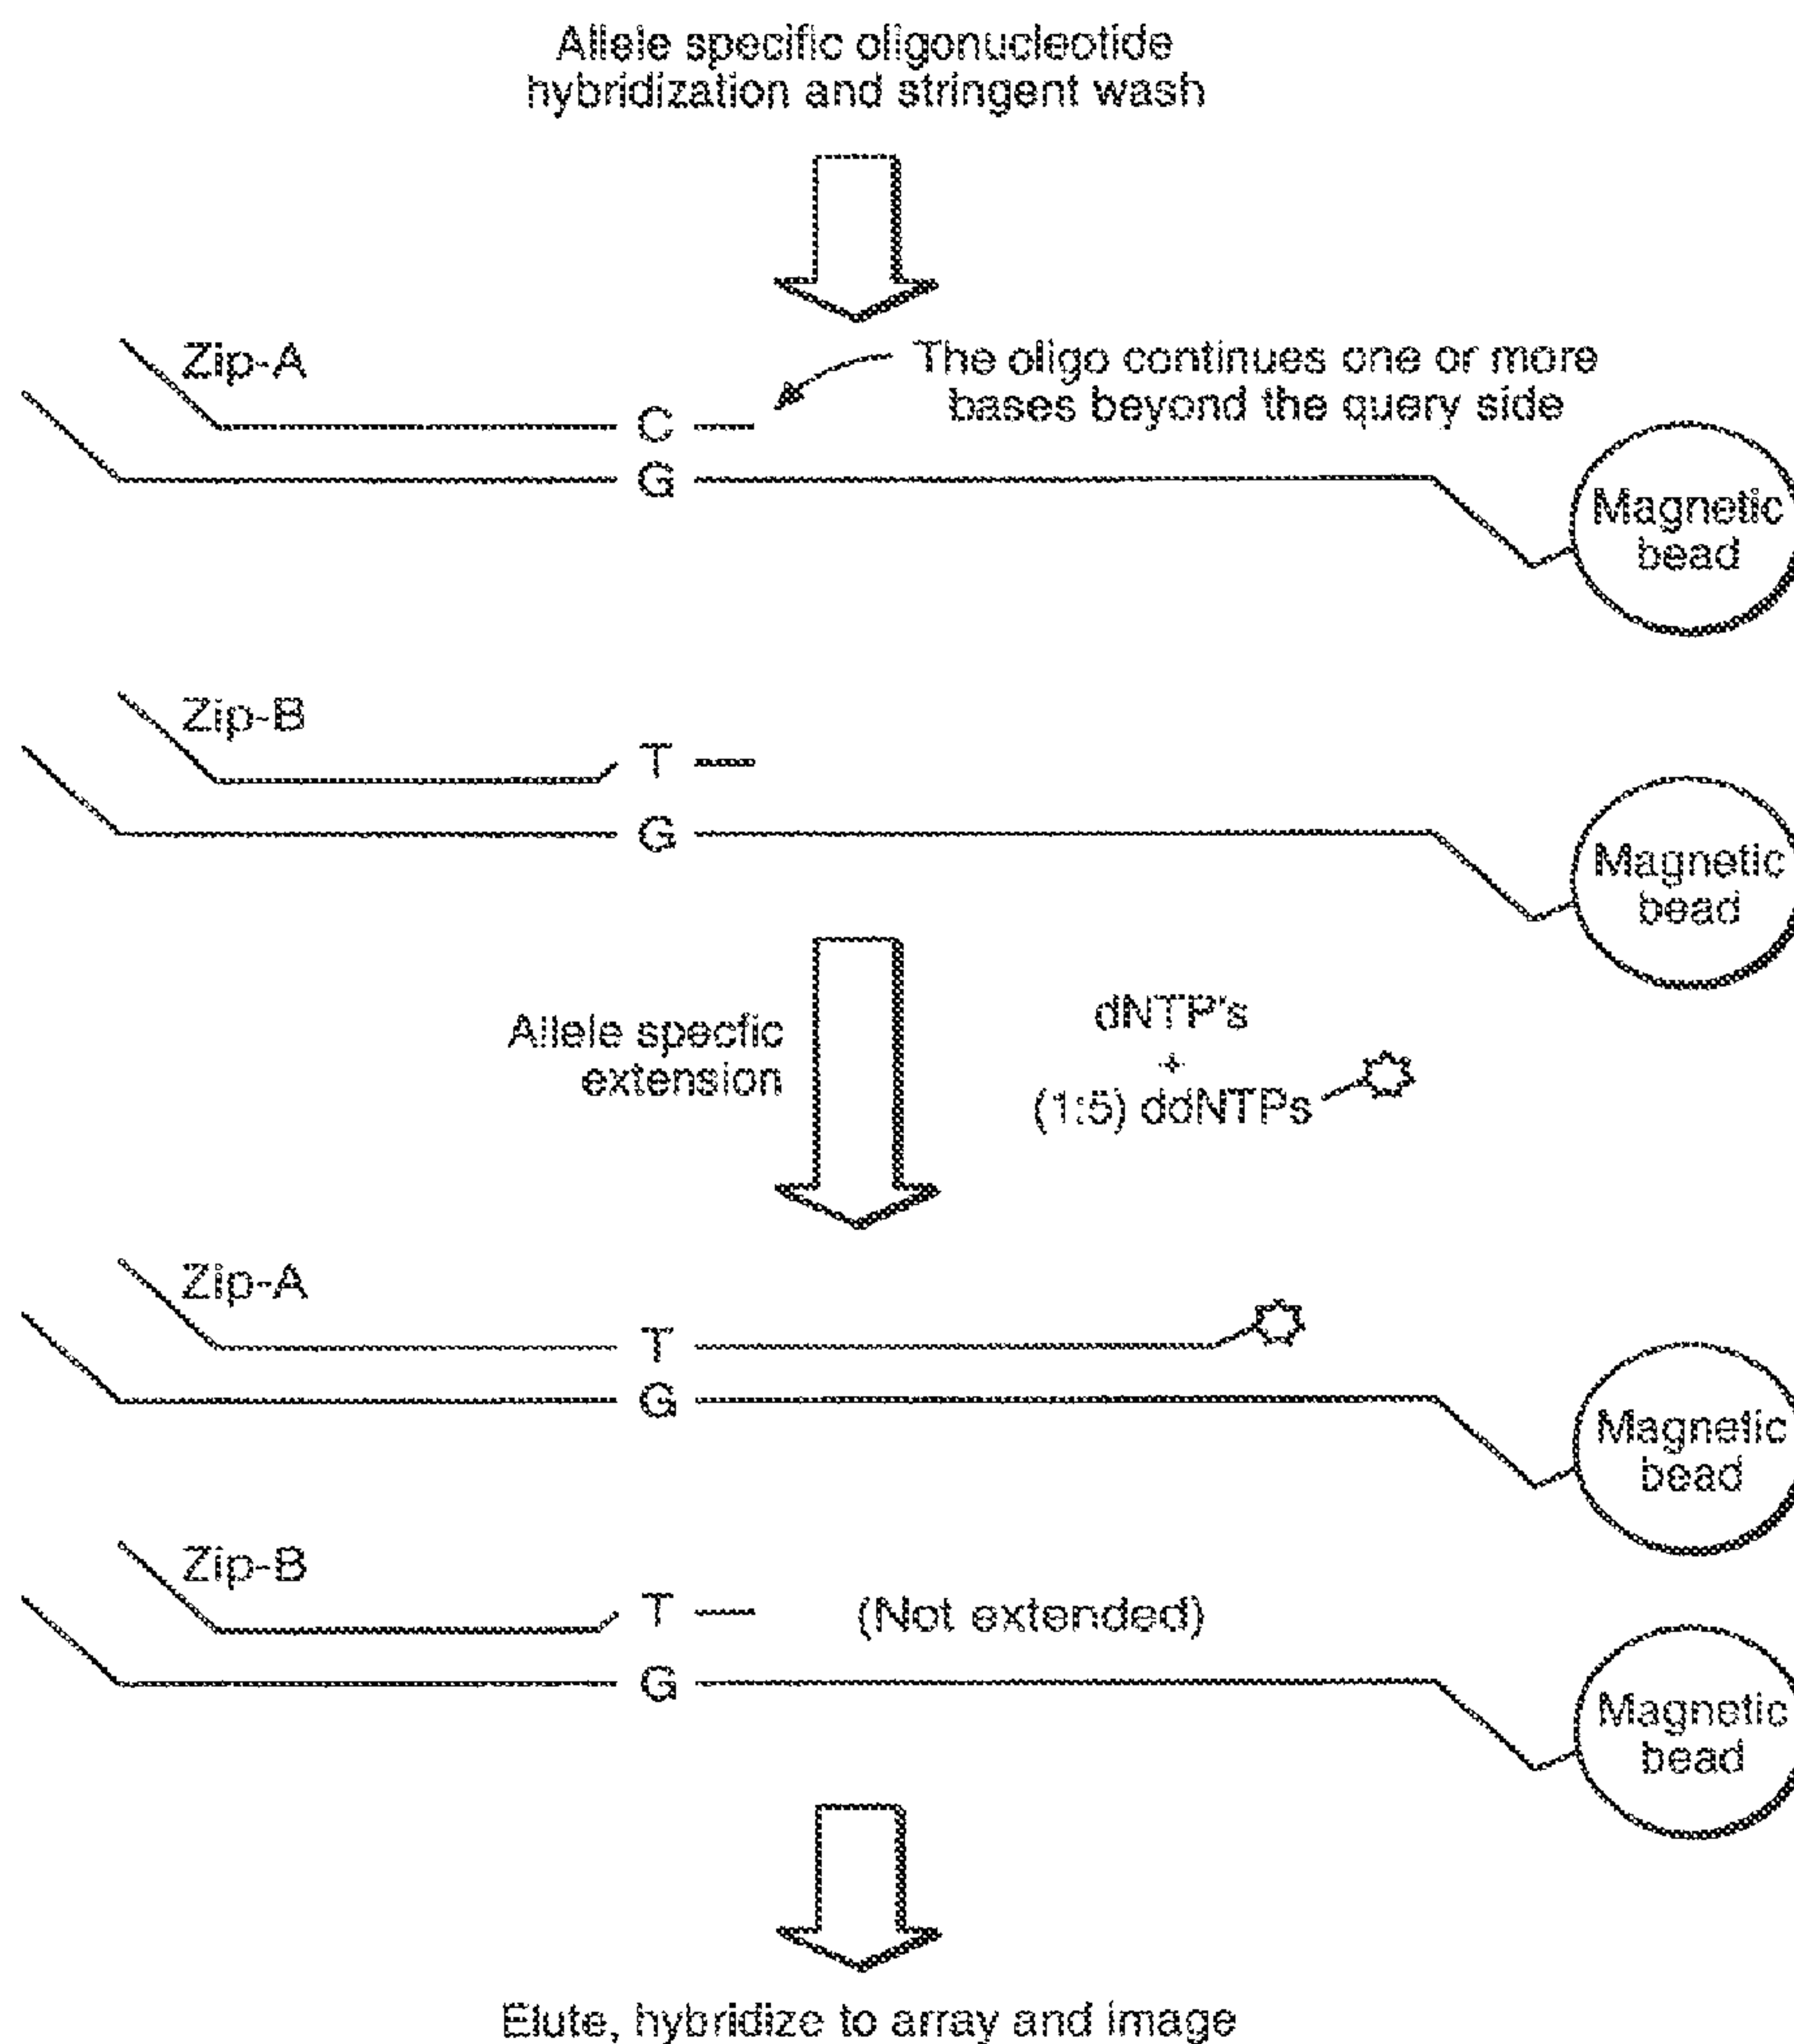 Allele specific oligonucleotide
hybridization and stringent wash
Zip-A
The oligo continues one or more
bases beyond the query side
C
G
Magnetic
bead
Zip-B
T
G
Magnetic
bead
Allele specfic
extension
dNTP's
+
(1:5) ddNTPs
Zip-A
T
G
Magnetic
bead
Zip-B
T
(Not extended)
G
Magnetic
bead
Elute, hybridize to array and image